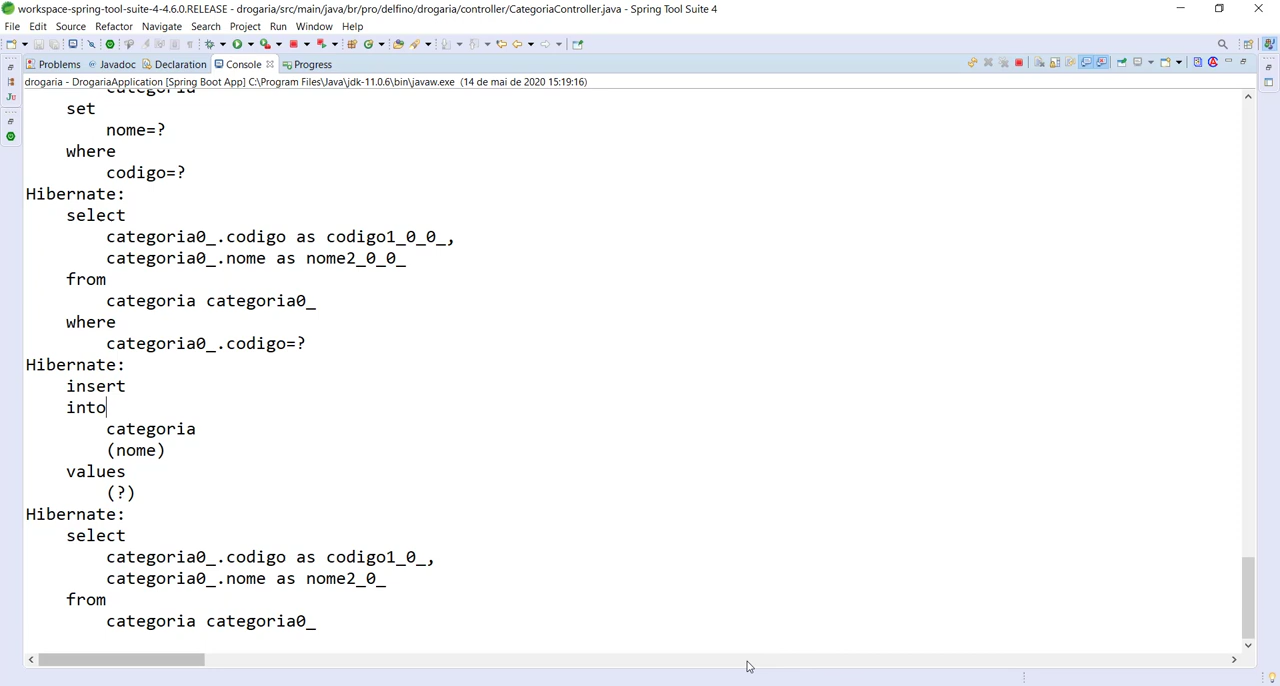 workspace-spring-tool-suite-4-4.6.0.RELEASE - drogaria/src/main/java/br/pro/delfino/drogaria/controller/CategoriaController.java - Spring Tool Suite 4
File Edit Source Refactor Navigate Search Project Run Window Help
Problems Javadoc Declaration Console Progress
drogaria - DrogariaApplication [Spring Boot App] C:\Program Files\Java\jdk-11.0.6\bin\javaw.exe (14 de mai de 2020 15:19:16)
categoria
set
nome=?
where
codigo=?
Hibernate:
select
categoria0_.codigo as codigo1_0_0_,
categoria0_.nome as nome2_0_0_
from
categoria categoria0_
where
categoria0_.codigo=?
Hibernate:
insert
into
categoria
(nome)
values
(?)
Hibernate:
select
categoria0_.codigo as codigo1_0_,
categoria0_.nome as nome2_0_
from
categoria categoria0_